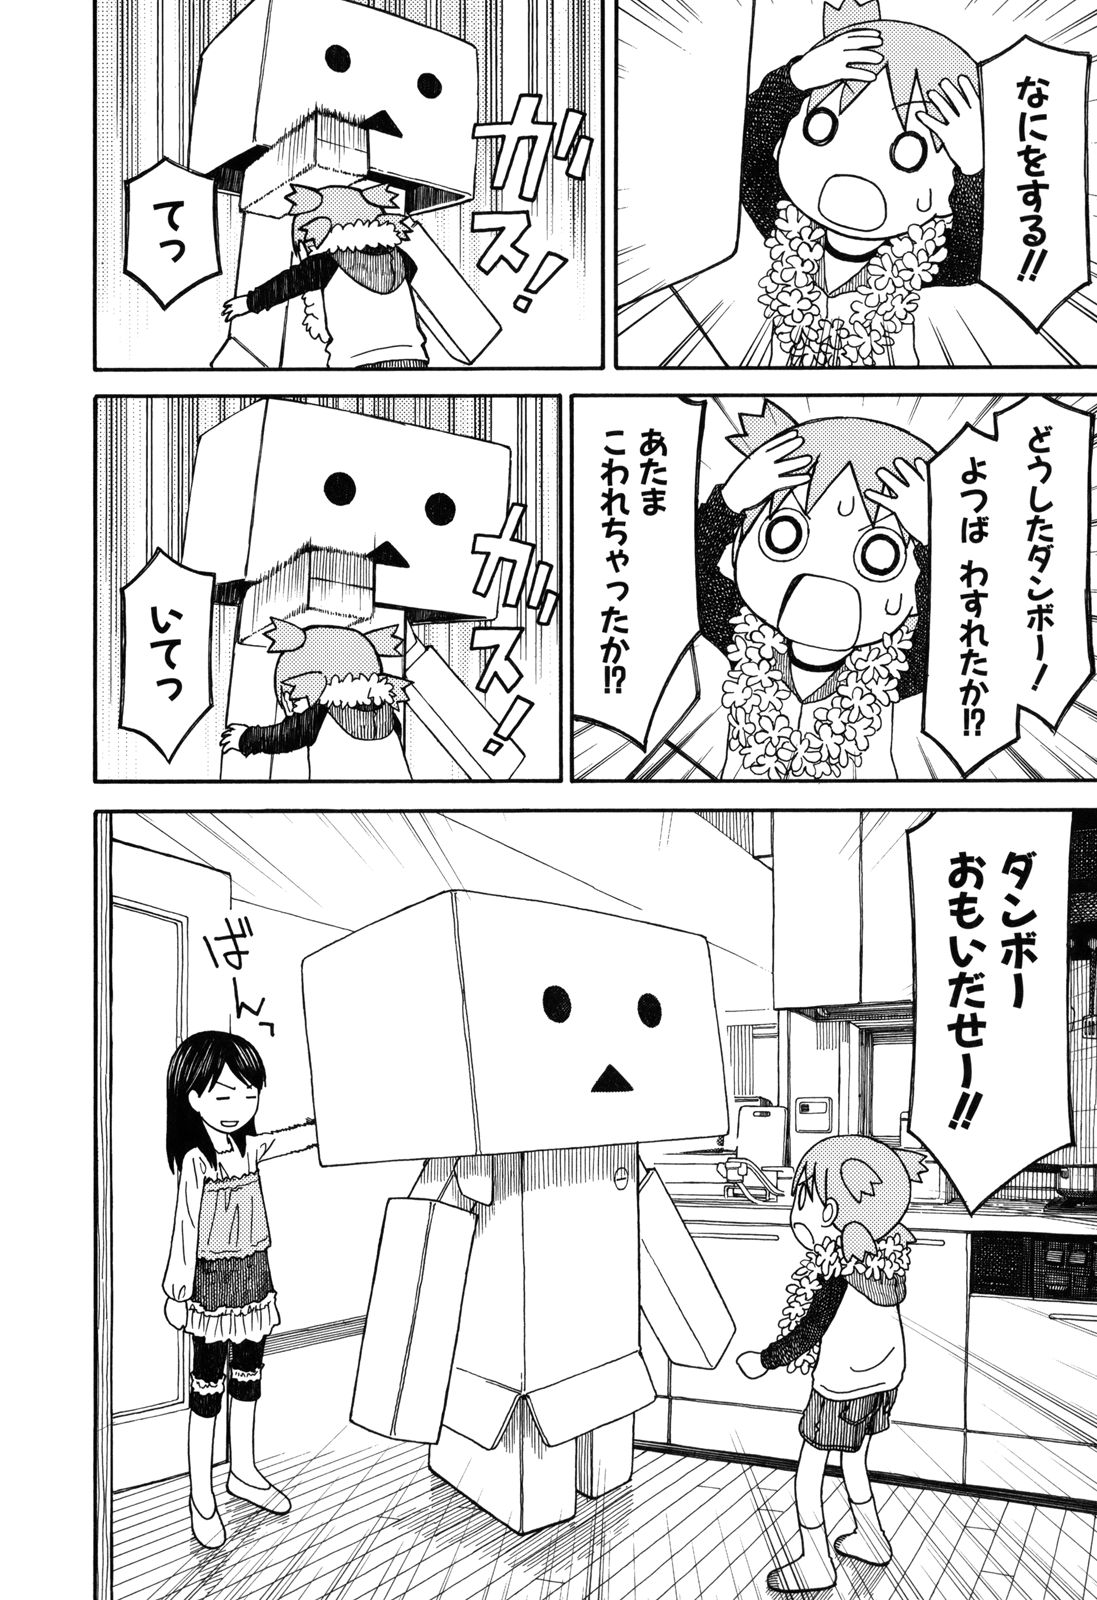 なにをする!!
ガスッ!
てっ
どうしたダンボー!
よつば わすれたか!?
あたま
こわれちゃったか!?
ガスッ!
いてっ
ダンボー
おもいだせー!!
ばーんっ